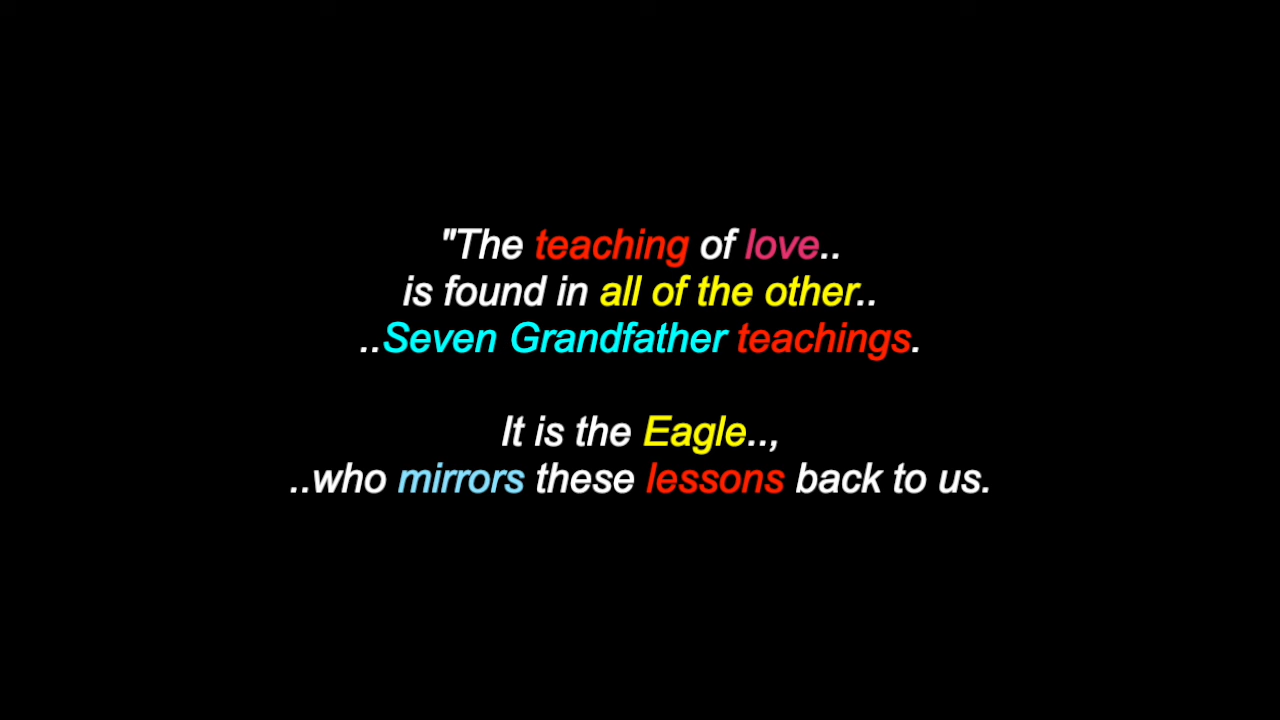 "The teaching of love..
is found in all of the other..
..Seven Grandfather teachings.
It is the Eagle..,
..who mirrors these lessons back to us.